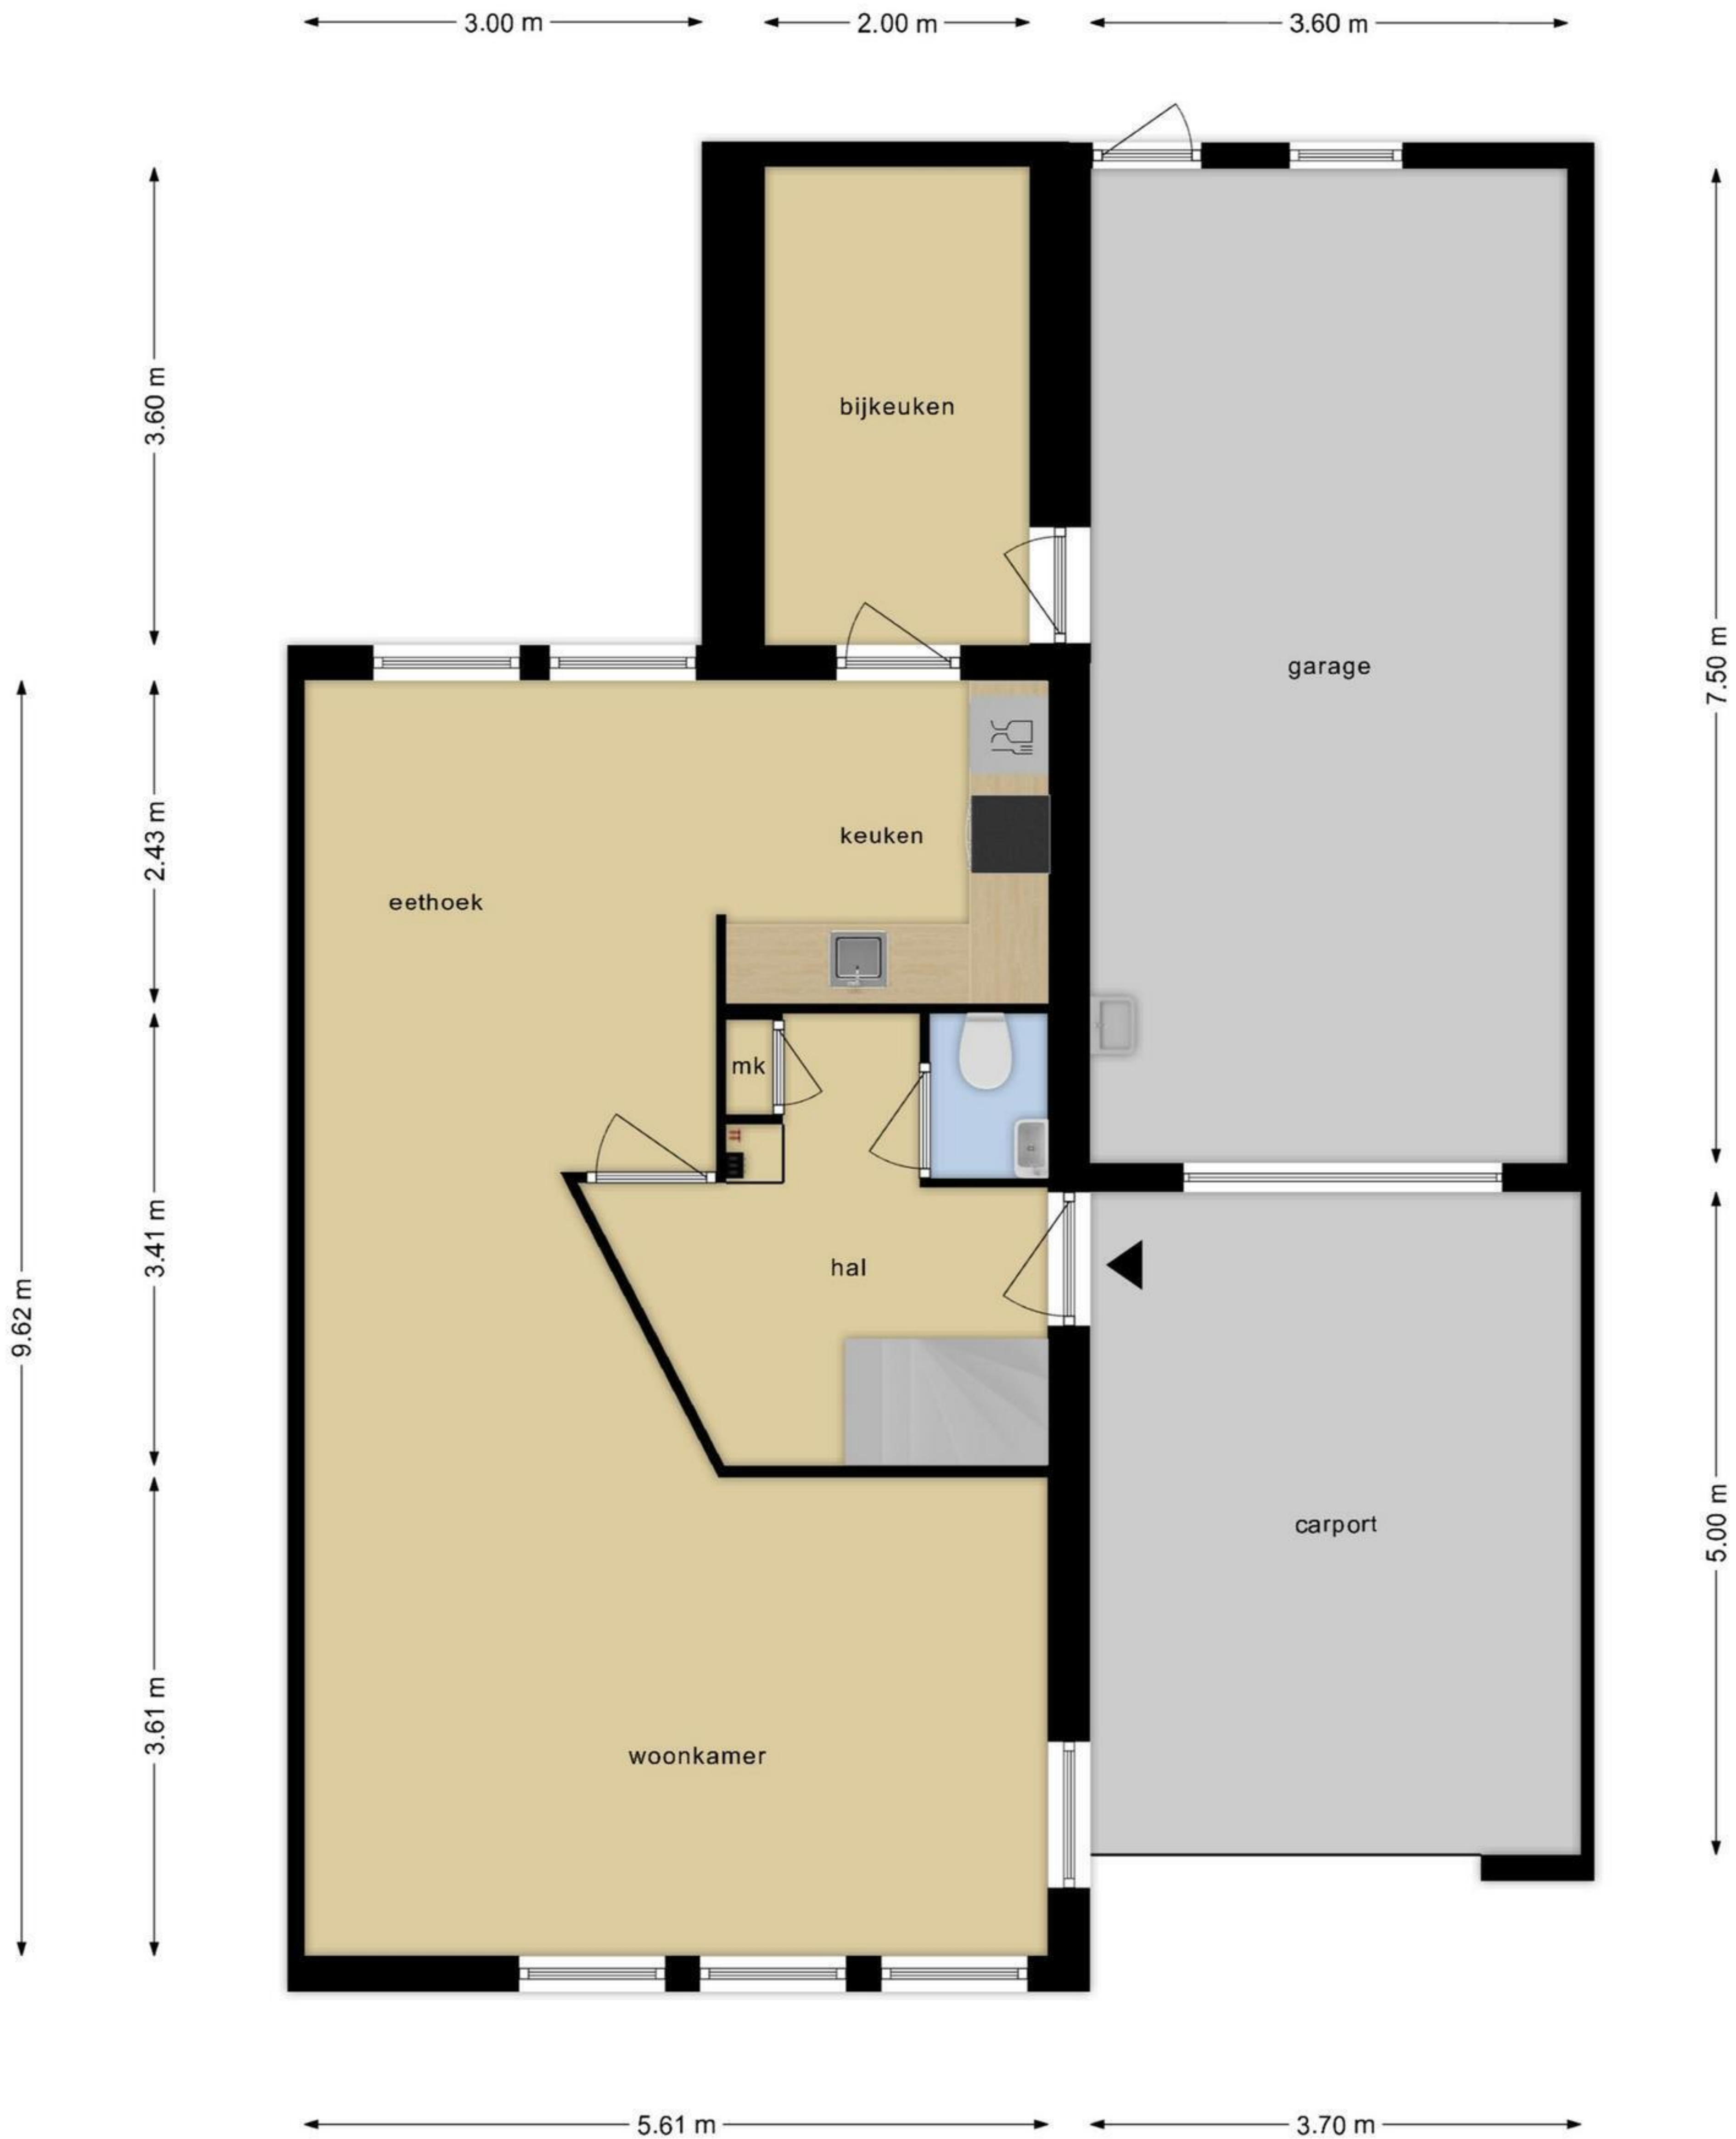 3.00 m
2.00 m
3.60 m
3.60 m
bijkeuken
garage
7.50 m
2.43 m
keuken
eethoek
mk
3.41 m
hal
9.62 m
carport
5.00 m
3.61 m
woonkamer
5.61 m
3.70 m